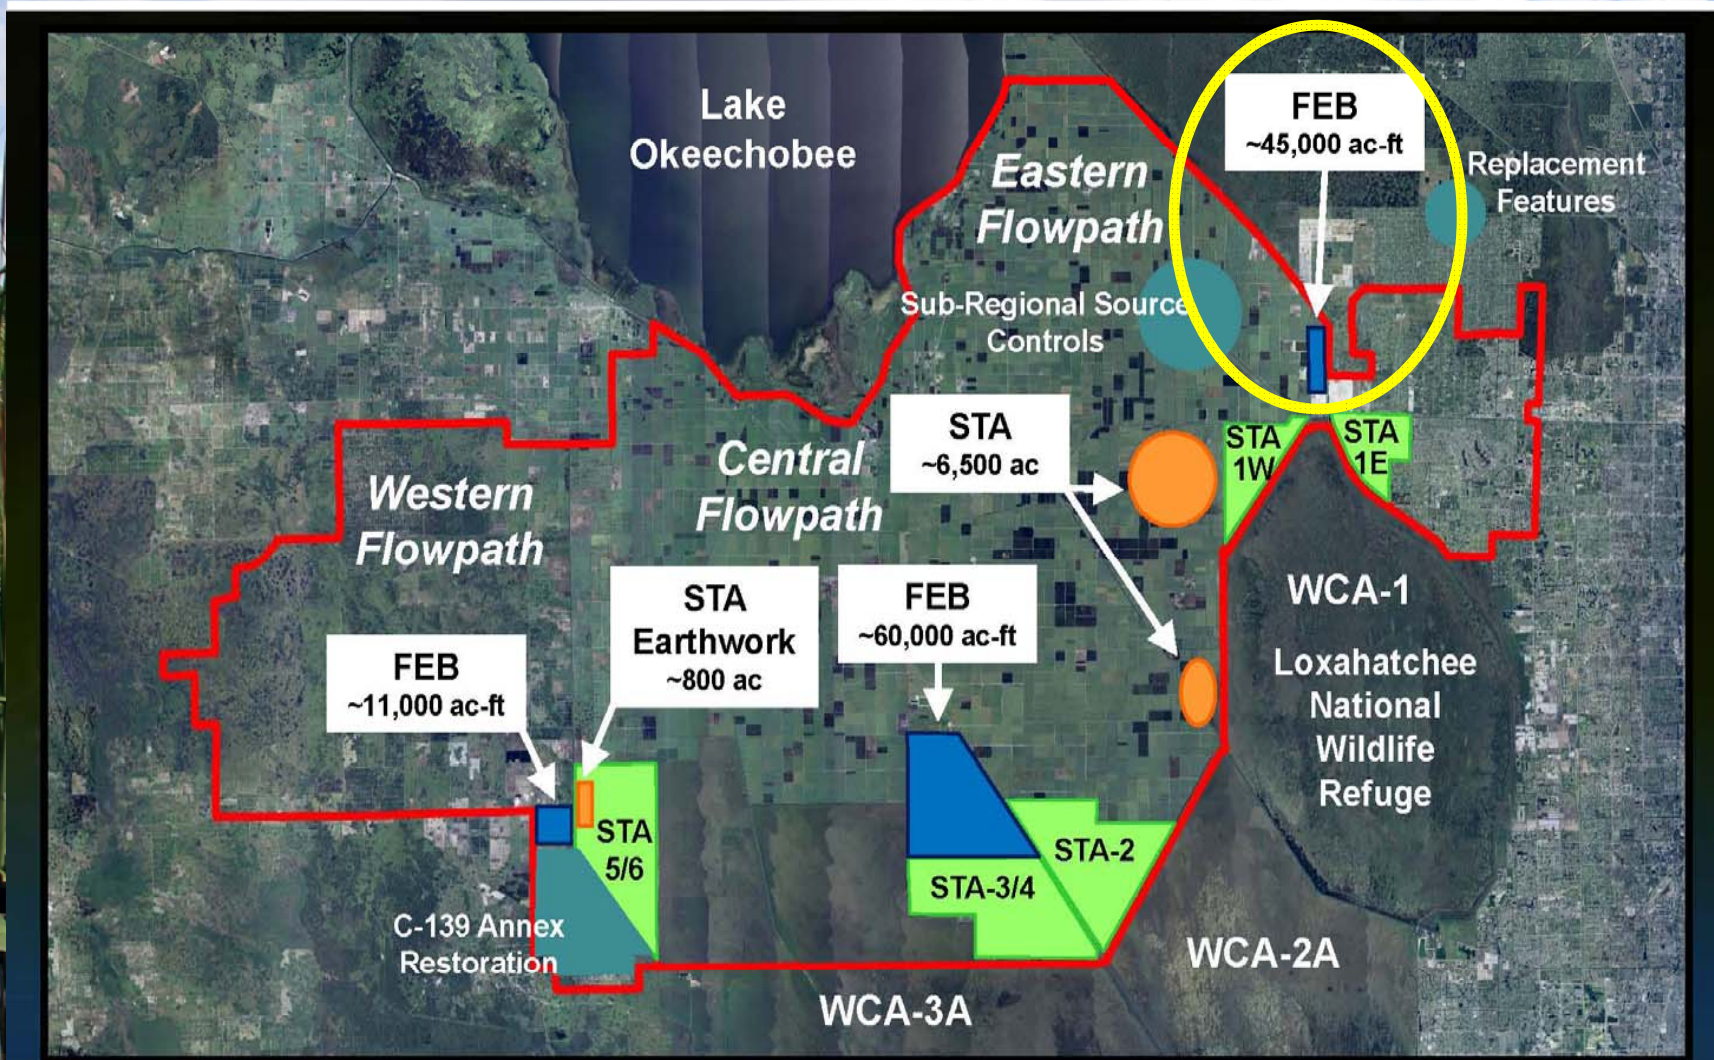 Lake
Okeechobee
FEB
~45,000 ac-ft
Replacement
Features
Eastern
Flowpath
Sub-Regional Source
Controls
STA
~6,500 ac
STA
1W
STA
1E
Central
Flowpath
Western
Flowpath
STA
Earthwork
~800 ac
FEB
~60,000 ac-ft
FEB
~11,000 ac-ft
WCA-1
Loxahatchee
National
Wildlife
Refuge
STA
5/6
STA-2
STA-3/4
C-139 Annex
Restoration
WCA-2A
WCA-3A